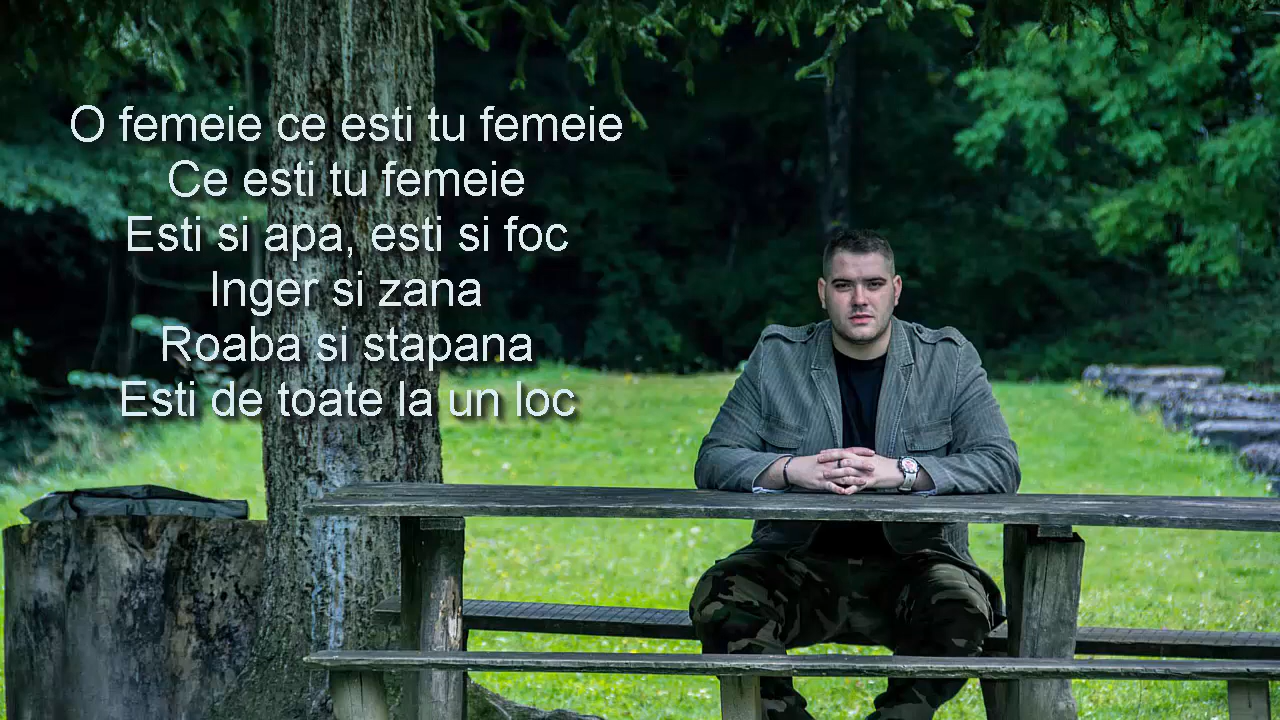 O femeie ce esti tu femeie
Ce esti tu femeie
Esti si apa, esti si foc
Inger si zana
Roaba si stapana
Esti de toate la un loc